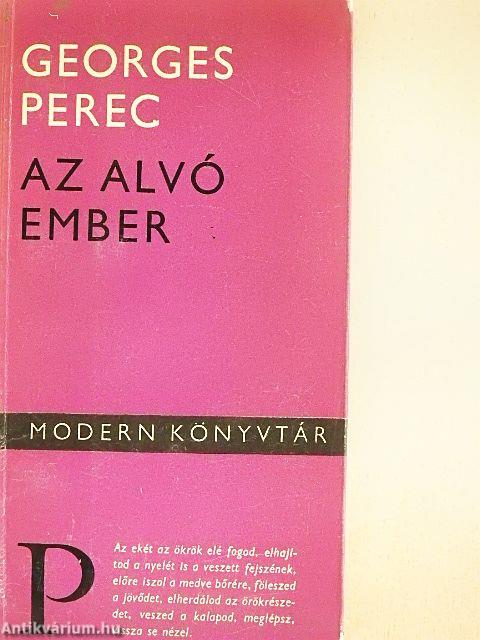 GEORGES
PEREC
AZ ALVÓ
EMBER
MODERN KÖNYVTÁR
P
Az ekét az ökrök elé fogod, elhají-
tod a nyelét is a veszett fejszének,
előre iszol a medve bőrére, föleszed
a jövődet, elherdálod az örökrésze-
det, veszed a kalapod, meglépsz,
vissza se nézel.
Antikvárium.hu